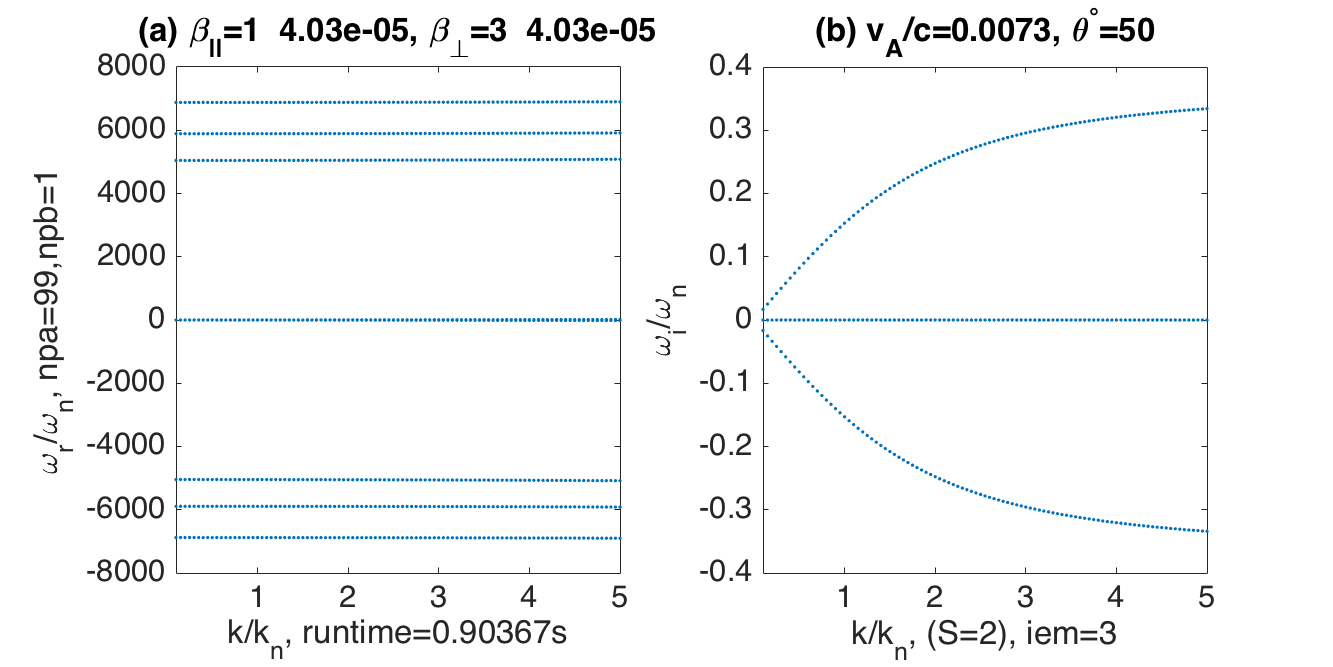 (a) β||=1 4.03e-05, β⊥=3 4.03e-05
8000
6000
4000
2000
0
-2000
-4000
-6000
-8000
ωr/ωn, npa=99,npb=1
1 2 3 4 5
k/kn, runtime=0.90367s
(b) vA/c=0.0073, θ°=50
0.4
0.3
0.2
0.1
0
-0.1
-0.2
-0.3
-0.4
ωi/ωn
1 2 3 4 5
k/kn, (S=2), iem=3